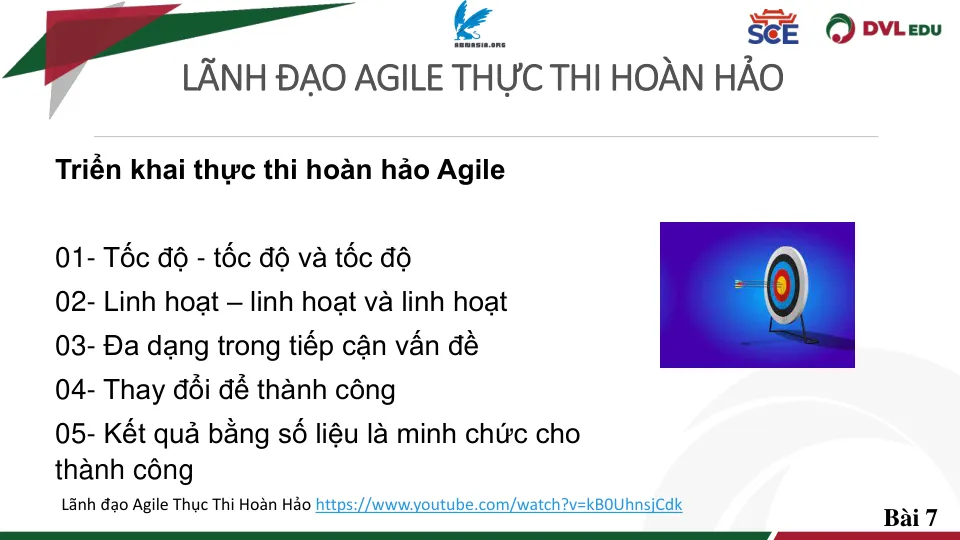 ABNASIA.ORG
SCE
DVL EDU
LÃNH ĐẠO AGILE THỰC THI HOÀN HẢO
Triển khai thực thi hoàn hảo Agile
01- Tốc độ - tốc độ và tốc độ
02- Linh hoạt – linh hoạt và linh hoạt
03- Đa dạng trong tiếp cận vấn đề
04- Thay đổi để thành công
05- Kết quả bằng số liệu là minh chức cho
thành công
Lãnh đạo Agile Thục Thi Hoàn Hảo https://www.youtube.com/watch?v=kB0UhnsjCdk
Bài 7